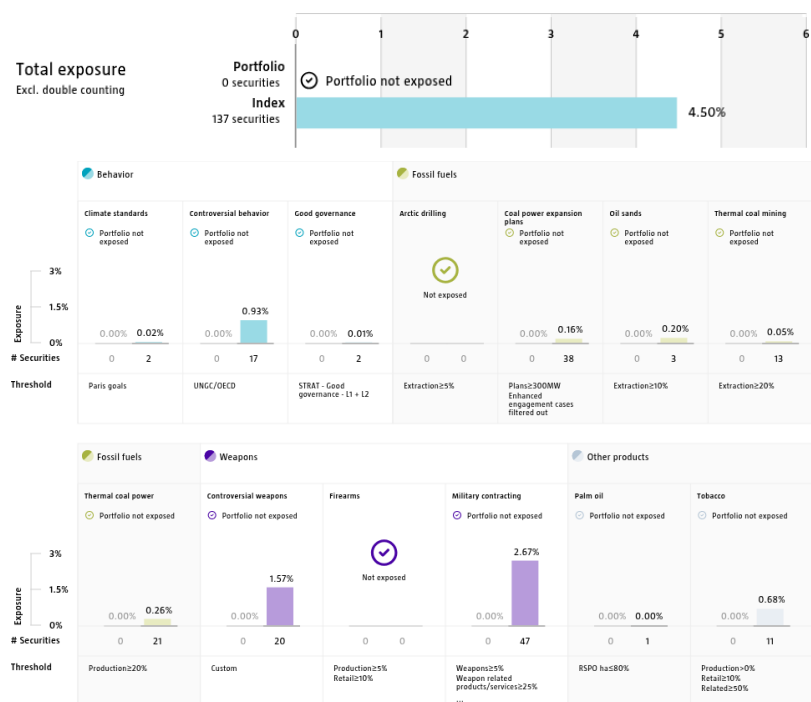 0 1 2 3 4 5 6
Total exposure
Excl. double counting
Portfolio
0 securities
Portfolio not exposed
Index
137 securities
4.50%
Behavior
Fossil fuels
Climate standards
Portfolio not
exposed
Controversial behavior
Portfolio not
exposed
Good governance
Portfolio not
exposed
Arctic drilling
Not exposed
Coal power expansion
plans
Portfolio not
exposed
Oil sands
Portfolio not
exposed
Thermal coal mining
Portfolio not
exposed
Exposure
3%
1.5%
0%
0.00% 0.02% 0.00% 0.93% 0.00% 0.01% 0.00% 0.16% 0.00% 0.20% 0.00% 0.05%
# Securities 0 2 0 17 0 2 0 0 0 38 0 3 0 13
Threshold
Paris goals
UNGC/OECD
STRAT - Good
governance - L1 + L2
Extraction≥5%
Plans≥300MW
Enhanced
engagement cases
filtered out
Extraction≥10%
Extraction≥20%
Fossil fuels
Weapons
Other products
Thermal coal power
Portfolio not exposed
Controversial weapons
Portfolio not exposed
Firearms
Not exposed
Military contracting
Portfolio not exposed
Palm oil
Portfolio not exposed
Tobacco
Portfolio not exposed
Exposure
3%
1.5%
0%
0.00% 0.26% 0.00% 1.57% 0.00% 2.67% 0.00% 0.00% 0.00% 0.68%
# Securities 0 21 0 20 0 0 0 47 0 1 0 11
Threshold
Production≥20%
Custom
Production≥5%
Retail≥10%
Weapons≥5%
Weapon related
products/services≥25%
...
RSPO ha≤80%
Production>0%
Retail≥10%
Related≥50%